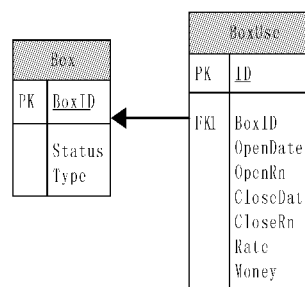 Box
PK BoxID
Status
Type
BoxUse
PK ID
FK1 BoxID
OpenDate
OpenRn
CloseDat
CloseRn
Rate
Money